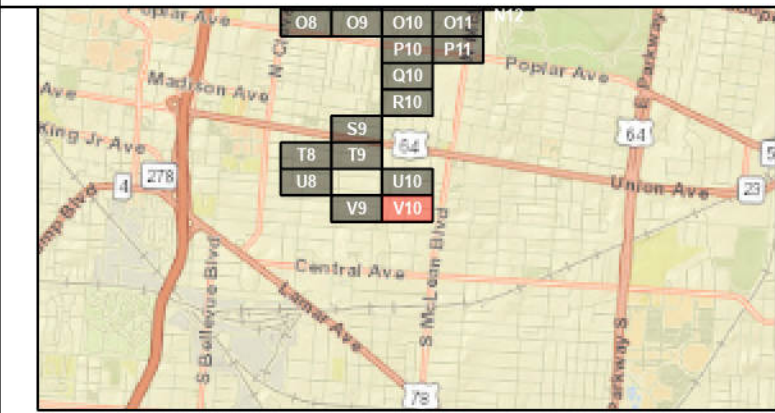 Poplar Ave
O8 O9 O10 O11 N12
P10 P11
Poplar Ave
Q10
Madison Ave
R10
E Parkway
Ave
King Jr Ave
S9
64
64
T8 T9
278
4
U8 U10
Union Ave
23
V9 V10
S Bellevue Blvd
Central Ave
S McLean Blvd
Lamar Ave
Parkway S
78